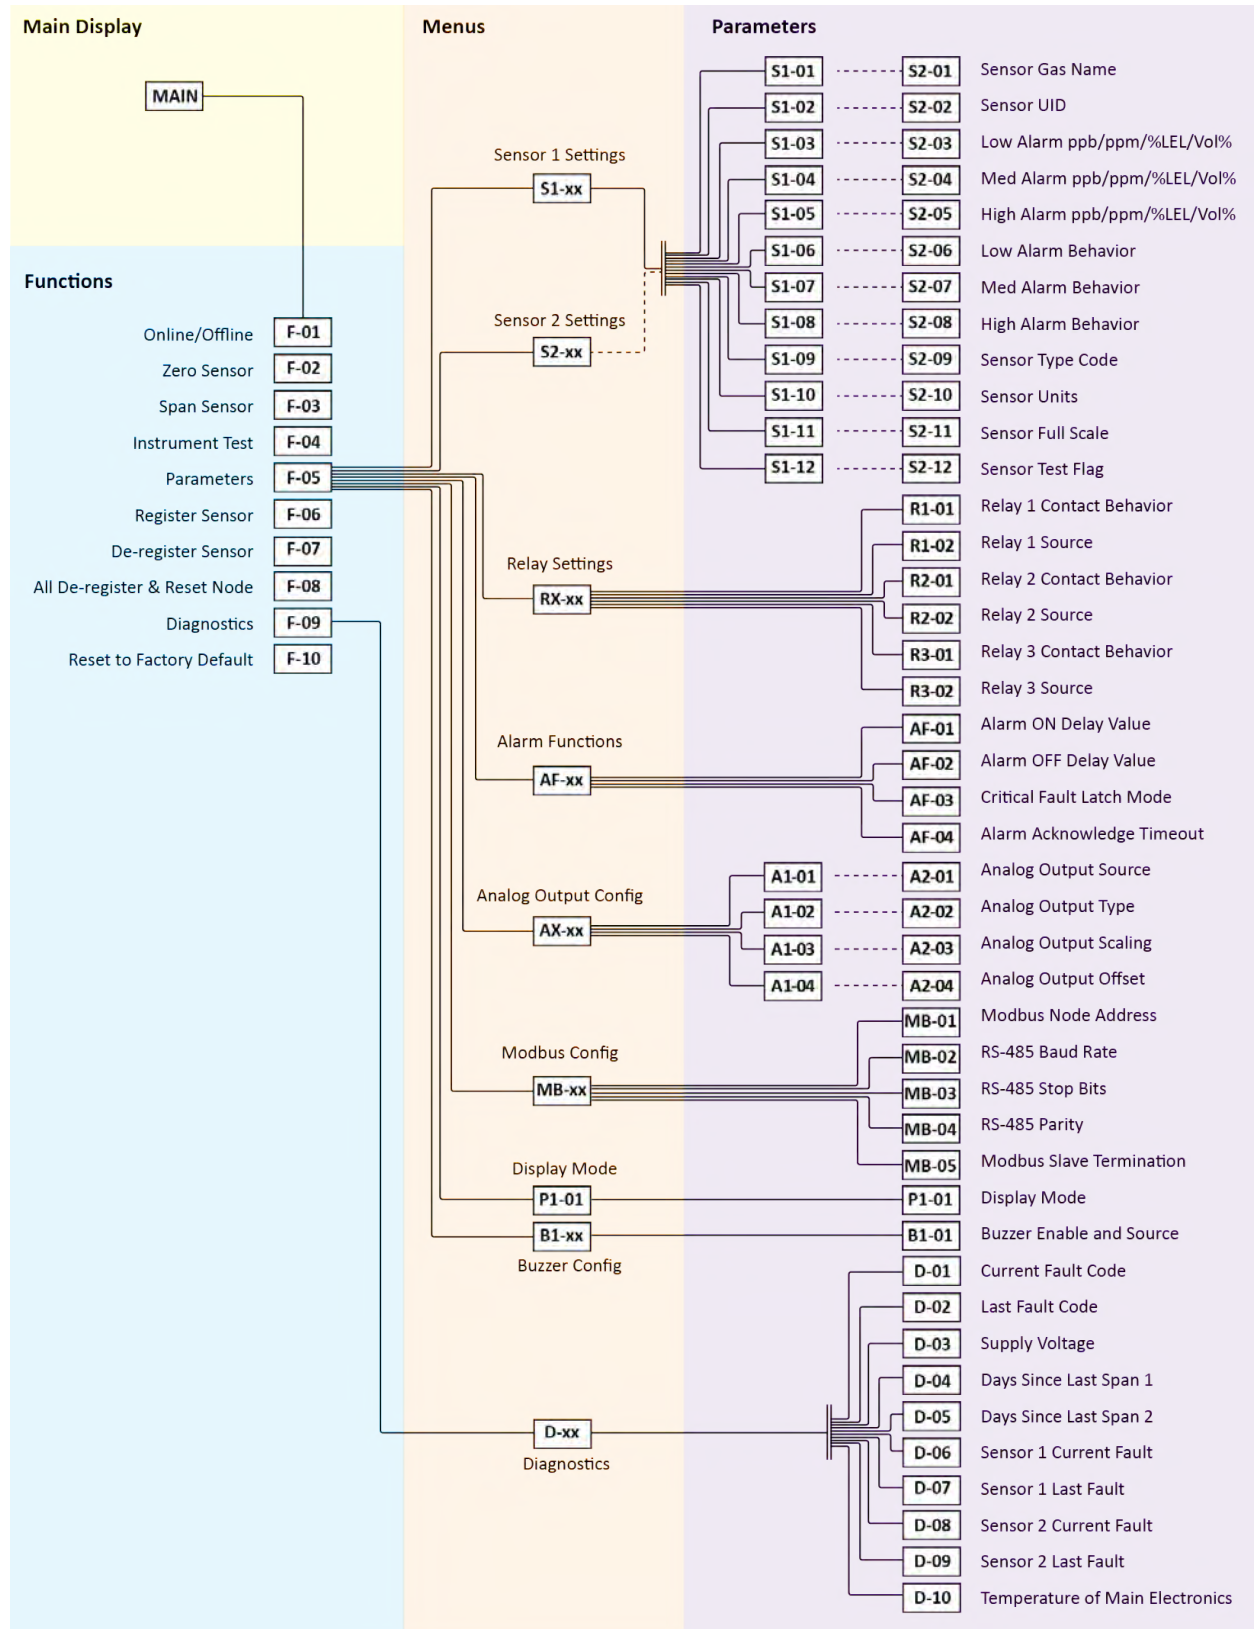 Main Display
MAIN
Functions
Online/Offline F-01
Zero Sensor F-02
Span Sensor F-03
Instrument Test F-04
Parameters F-05
Register Sensor F-06
De-register Sensor F-07
All De-register & Reset Node F-08
Diagnostics F-09
Reset to Factory Default F-10
Menus
Sensor 1 Settings
S1-xx
Sensor 2 Settings
S2-xx
Relay Settings
RX-xx
Alarm Functions
AF-xx
Analog Output Config
AX-xx
Modbus Config
MB-xx
Display Mode
P1-01
B1-xx
Buzzer Config
D-xx
Diagnostics
Parameters
S1-01 S2-01 Sensor Gas Name
S1-02 S2-02 Sensor UID
S1-03 S2-03 Low Alarm ppb/ppm/%LEL/Vol%
S1-04 S2-04 Med Alarm ppb/ppm/%LEL/Vol%
S1-05 S2-05 High Alarm ppb/ppm/%LEL/Vol%
S1-06 S2-06 Low Alarm Behavior
S1-07 S2-07 Med Alarm Behavior
S1-08 S2-08 High Alarm Behavior
S1-09 S2-09 Sensor Type Code
S1-10 S2-10 Sensor Units
S1-11 S2-11 Sensor Full Scale
S1-12 S2-12 Sensor Test Flag
R1-01 Relay 1 Contact Behavior
R1-02 Relay 1 Source
R2-01 Relay 2 Contact Behavior
R2-02 Relay 2 Source
R3-01 Relay 3 Contact Behavior
R3-02 Relay 3 Source
AF-01 Alarm ON Delay Value
AF-02 Alarm OFF Delay Value
AF-03 Critical Fault Latch Mode
AF-04 Alarm Acknowledge Timeout
A1-01 A2-01 Analog Output Source
A1-02 A2-02 Analog Output Type
A1-03 A2-03 Analog Output Scaling
A1-04 A2-04 Analog Output Offset
MB-01 Modbus Node Address
MB-02 RS-485 Baud Rate
MB-03 RS-485 Stop Bits
MB-04 RS-485 Parity
MB-05 Modbus Slave Termination
P1-01 Display Mode
B1-01 Buzzer Enable and Source
D-01 Current Fault Code
D-02 Last Fault Code
D-03 Supply Voltage
D-04 Days Since Last Span 1
D-05 Days Since Last Span 2
D-06 Sensor 1 Current Fault
D-07 Sensor 1 Last Fault
D-08 Sensor 2 Current Fault
D-09 Sensor 2 Last Fault
D-10 Temperature of Main Electronics